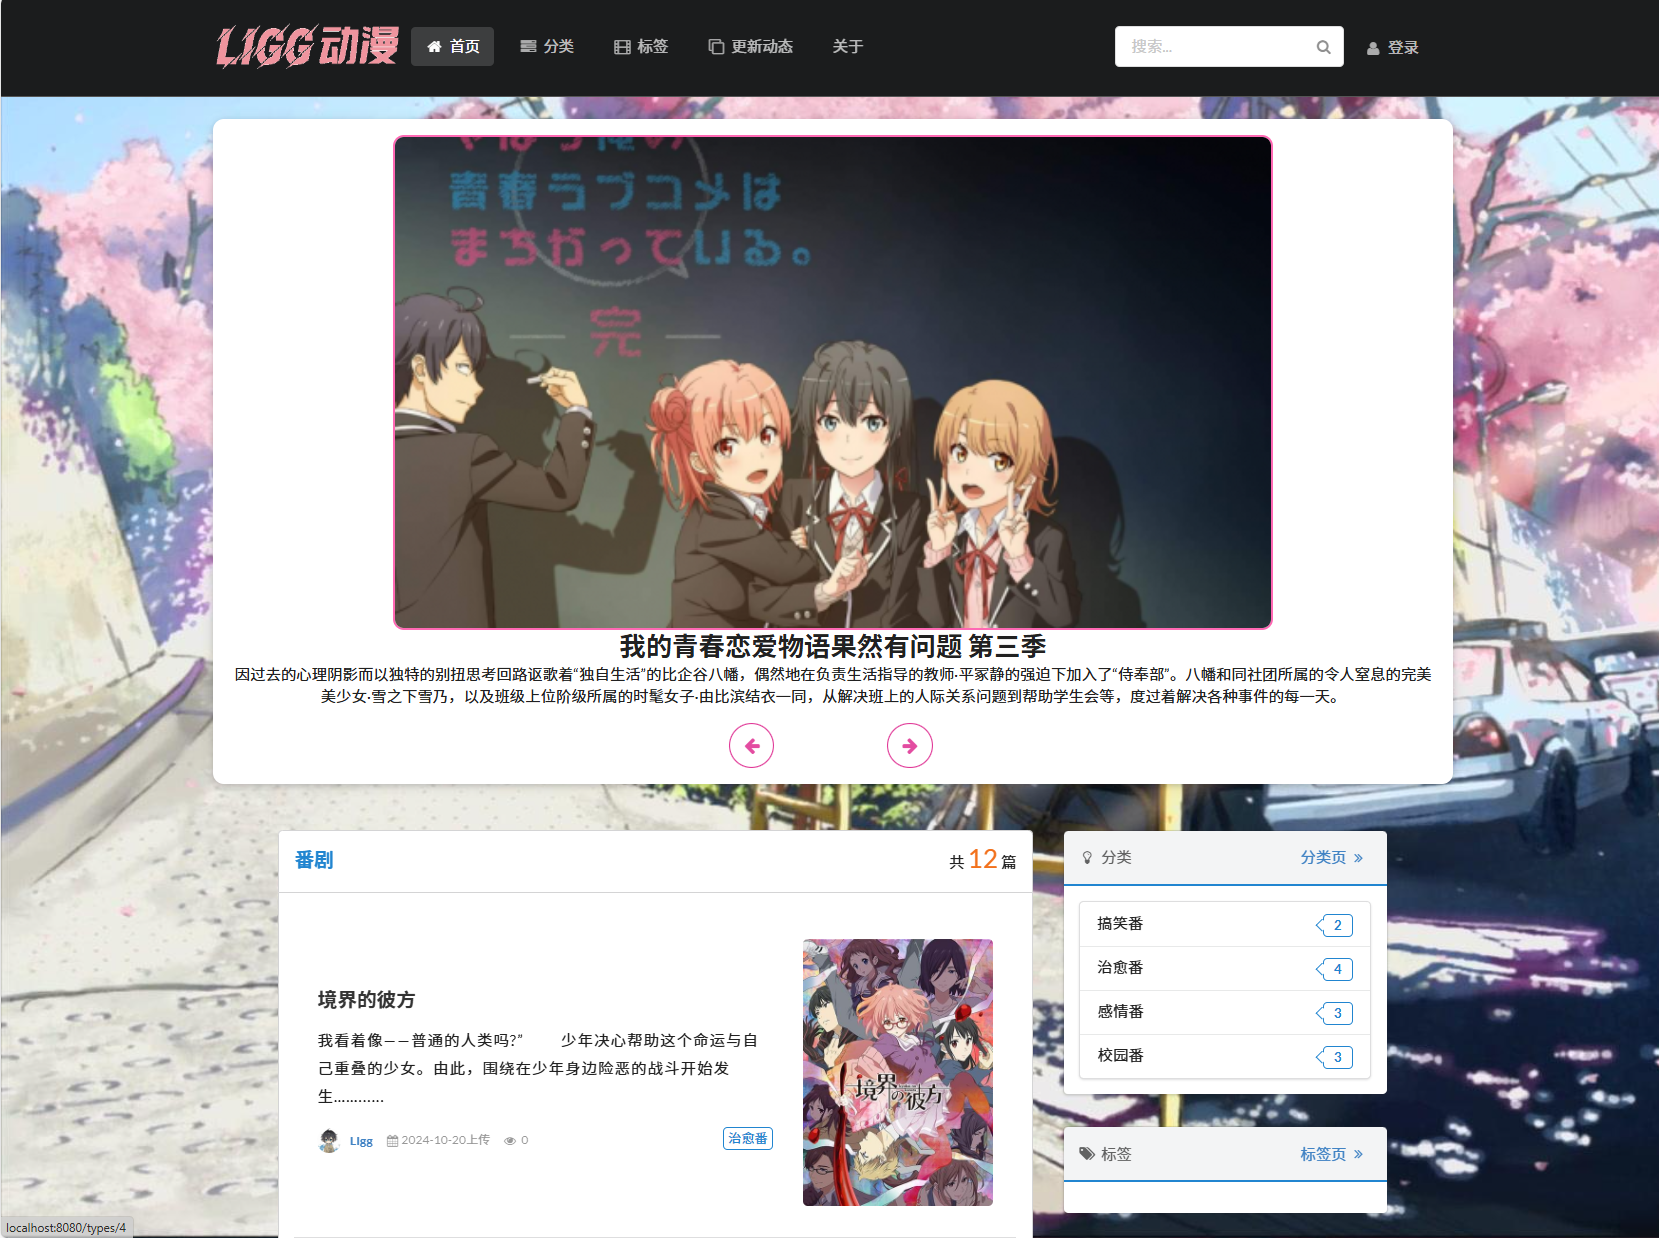 LIGG动漫
首页
分类
标签
更新动态
关于
搜索...
登录
青春ラブコメは
まちがっている。
完
我的青春恋爱物语果然有问题 第三季
因过去的心理阴影而以独特的别扭思考回路讴歌着“独自生活”的比企谷八幡，偶然地在负责生活指导的教师·平冢静的强迫下加入了“侍奉部”。八幡和同社团所属的令人窒息的完美
美少女·雪之下雪乃，以及班级上位阶级所属的时髦女子·由比滨结衣一同，从解决班上的人际关系问题到帮助学生会等，度过着解决各种事件的每一天。
番剧
共 12 篇
境界的彼方
我看着像——普通的人类吗?” 少年决心帮助这个命运与自
己重叠的少女。由此，围绕在少年身边险恶的战斗开始发
生............
LIgg
2024-10-20上传
0
治愈番
境界の彼方
分类
分类页 »
搞笑番 2
治愈番 4
感情番 3
校园番 3
标签
标签页 »
localhost:8080/types/4